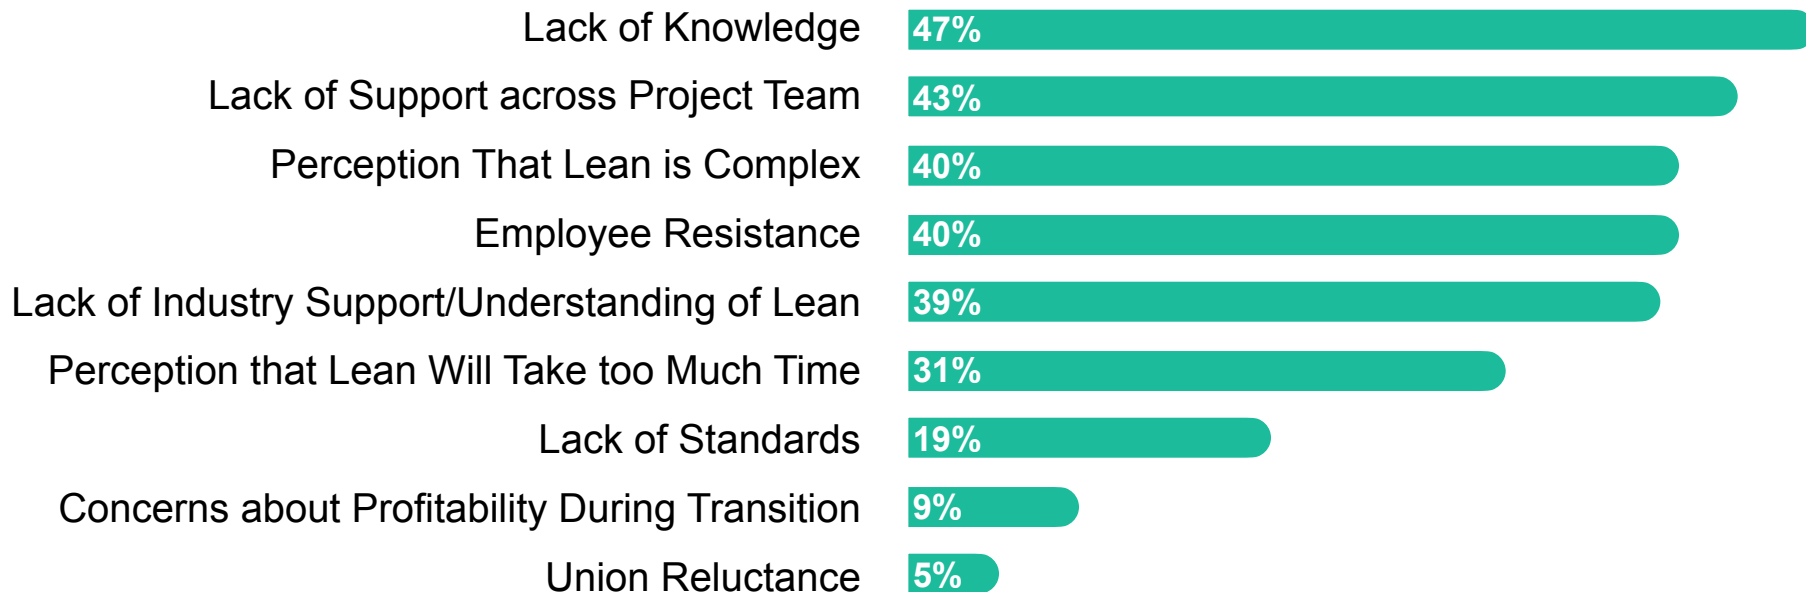 Lack of Knowledge 47%
Lack of Support across Project Team 43%
Perception That Lean is Complex 40%
Employee Resistance 40%
Lack of Industry Support/Understanding of Lean 39%
Perception that Lean Will Take too Much Time 31%
Lack of Standards 19%
Concerns about Profitability During Transition 9%
Union Reluctance 5%